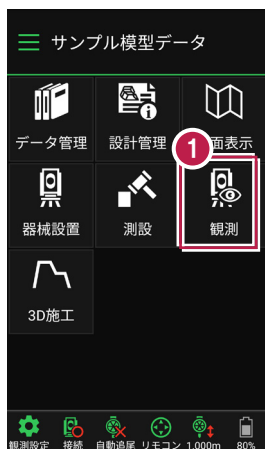 サンプル模型データ
データ管理 設計管理 面表示
1
器械設置 測設 観測
3D施工
観測設定 接続 自動追尾 リモコン 1.000m 80%